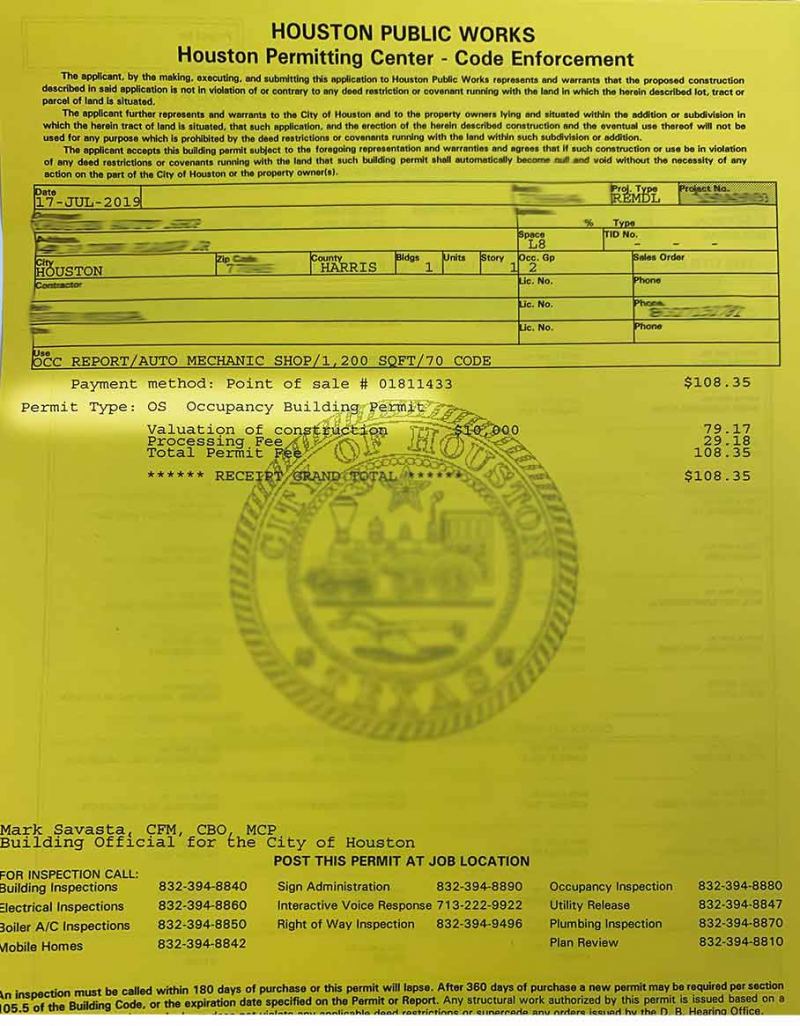 HOUSTON PUBLIC WORKS
Houston Permitting Center - Code Enforcement
The applicant, by the making, executing, and submitting this application to Houston Public Works represents and warrants that the proposed construction
described in said application is not in violation of or contrary to any deed restriction or covenant running with the land in which the herein described lot, tract or
parcel of land is situated.
The applicant further represents and warrants to the City of Houston and to the property owners lying and situated within the addition or subdivision in
which the herein tract of land is situated, that such application, and the erection of the herein described construction and the eventual use thereof will not be
used for any purpose which is prohibited by the deed restrictions or covenants running with the land within such subdivision or addition.
The applicant accepts this building permit subject to the foregoing representation and warranties and agrees that if such construction or use be in violation
of any deed restrictions or covenants running with the land that such building permit shall automatically become null and void without the necessity of any
action on the part of the City of Houston or the property owner(s).
Date Proj. Type Project No.
17-JUL-2019 REMDL
% Type
Space TID No.
L8 - - -
City Zip Code County Bldgs Units Story Occ. Gp Sales Order
HOUSTON 7 HARRIS 1 1 2
Contractor Lic. No. Phone
Lic. No. Phone
Lic. No. Phone
Use
OCC REPORT/AUTO MECHANIC SHOP/1,200 SQFT/70 CODE
Payment method: Point of sale # 01811433 $108.35
Permit Type: OS Occupancy Building Permit
Valuation of construction $10,000 79.17
Processing Fee 29.18
Total Permit Fee 108.35
****** RECEIPT GRAND TOTAL ****** $108.35
CITY OF HOUSTON
TEXAS
Mark Savasta, CFM, CBO, MCP
Building Official for the City of Houston
POST THIS PERMIT AT JOB LOCATION
FOR INSPECTION CALL:
Building Inspections 832-394-8840 Sign Administration 832-394-8890 Occupancy Inspection 832-394-8880
Electrical Inspections 832-394-8860 Interactive Voice Response 713-222-9922 Utility Release 832-394-8847
Boiler A/C Inspections 832-394-8850 Right of Way Inspection 832-394-9496 Plumbing Inspection 832-394-8870
Mobile Homes 832-394-8842 Plan Review 832-394-8810
An inspection must be called within 180 days of purchase or this permit will lapse. After 360 days of purchase a new permit may be required per section
105.5 of the Building Code, or the expiration date specified on the Permit or Report. Any structural work authorized by this permit is issued based on a
violate any applicable deed restrictions or supercede any orders issued by the D. B. Hearing Office.